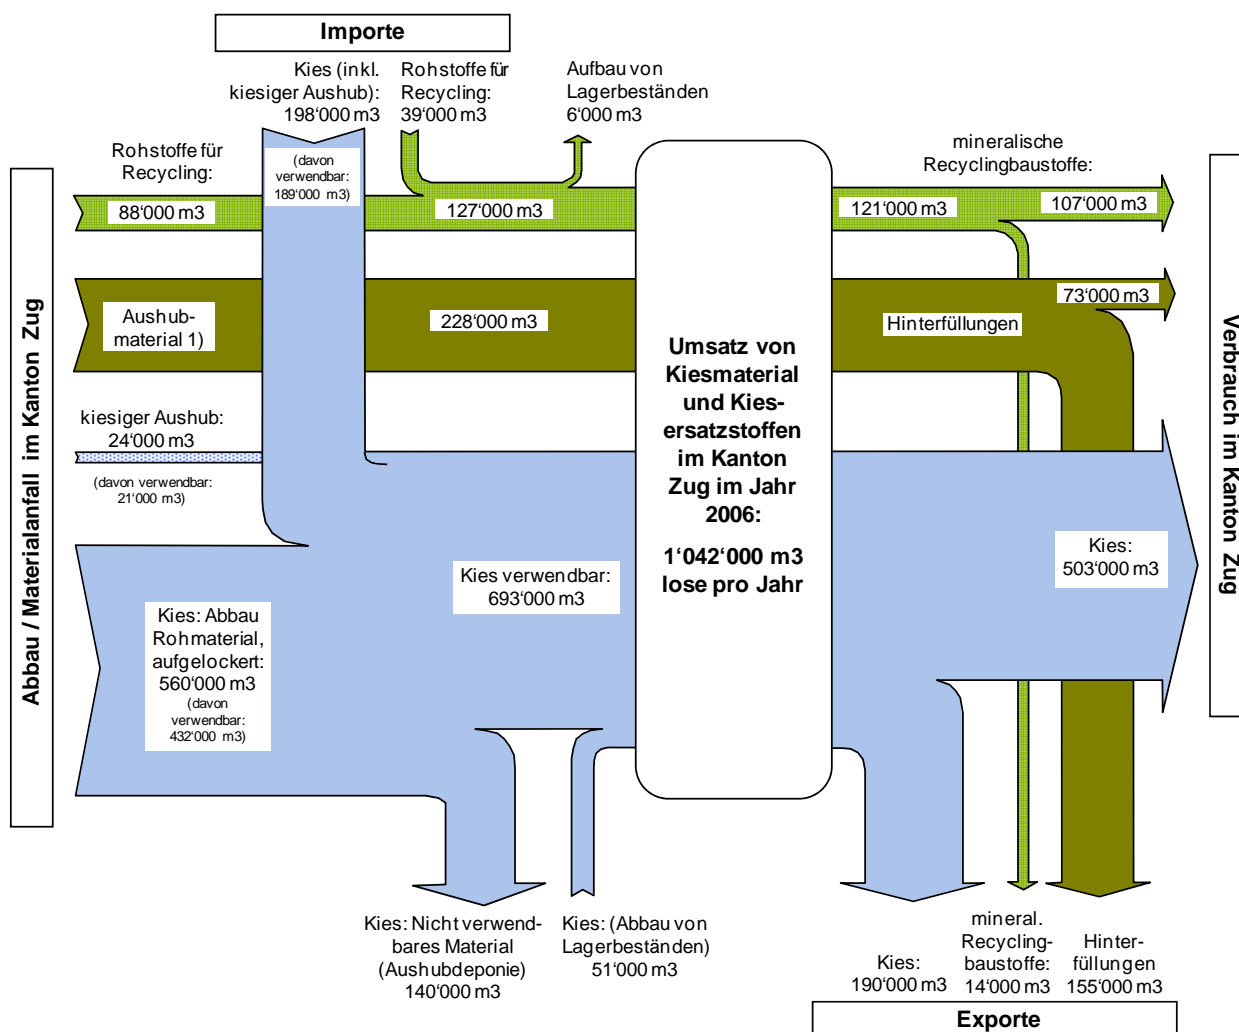 Importe
Kies (inkl.
kiesiger Aushub):
198‘000 m3
Rohstoffe für
Recycling:
39‘000 m3
Aufbau von
Lagerbeständen
6‘000 m3
Abbau / Materialanfall im Kanton Zug
Rohstoffe für
Recycling:
88‘000 m3
(davon
verwendbar:
189‘000 m3)
127‘000 m3
mineralische
Recyclingbaustoffe:
121‘000 m3
107‘000 m3
Aushub-
material 1)
228‘000 m3
Hinterfüllungen
73‘000 m3
kiesiger Aushub:
24‘000 m3
(davon verwendbar:
21‘000 m3)
Umsatz von
Kiesmaterial
und Kies-
ersatzstoffen
im Kanton
Zug im Jahr
2006:
1‘042‘000 m3
lose pro Jahr
Kies verwendbar:
693‘000 m3
Kies:
503‘000 m3
Verbrauch im Kanton Zug
Kies: Abbau
Rohmaterial,
aufgelockert:
560‘000 m3
(davon
verwendbar:
432‘000 m3)
Kies: Nicht verwend-
bares Material
(Aushubdeponie)
140‘000 m3
Kies: (Abbau von
Lagerbeständen)
51‘000 m3
Kies:
190‘000 m3
mineral.
Recycling-
baustoffe:
14‘000 m3
Hinter-
füllungen
155‘000 m3
Exporte